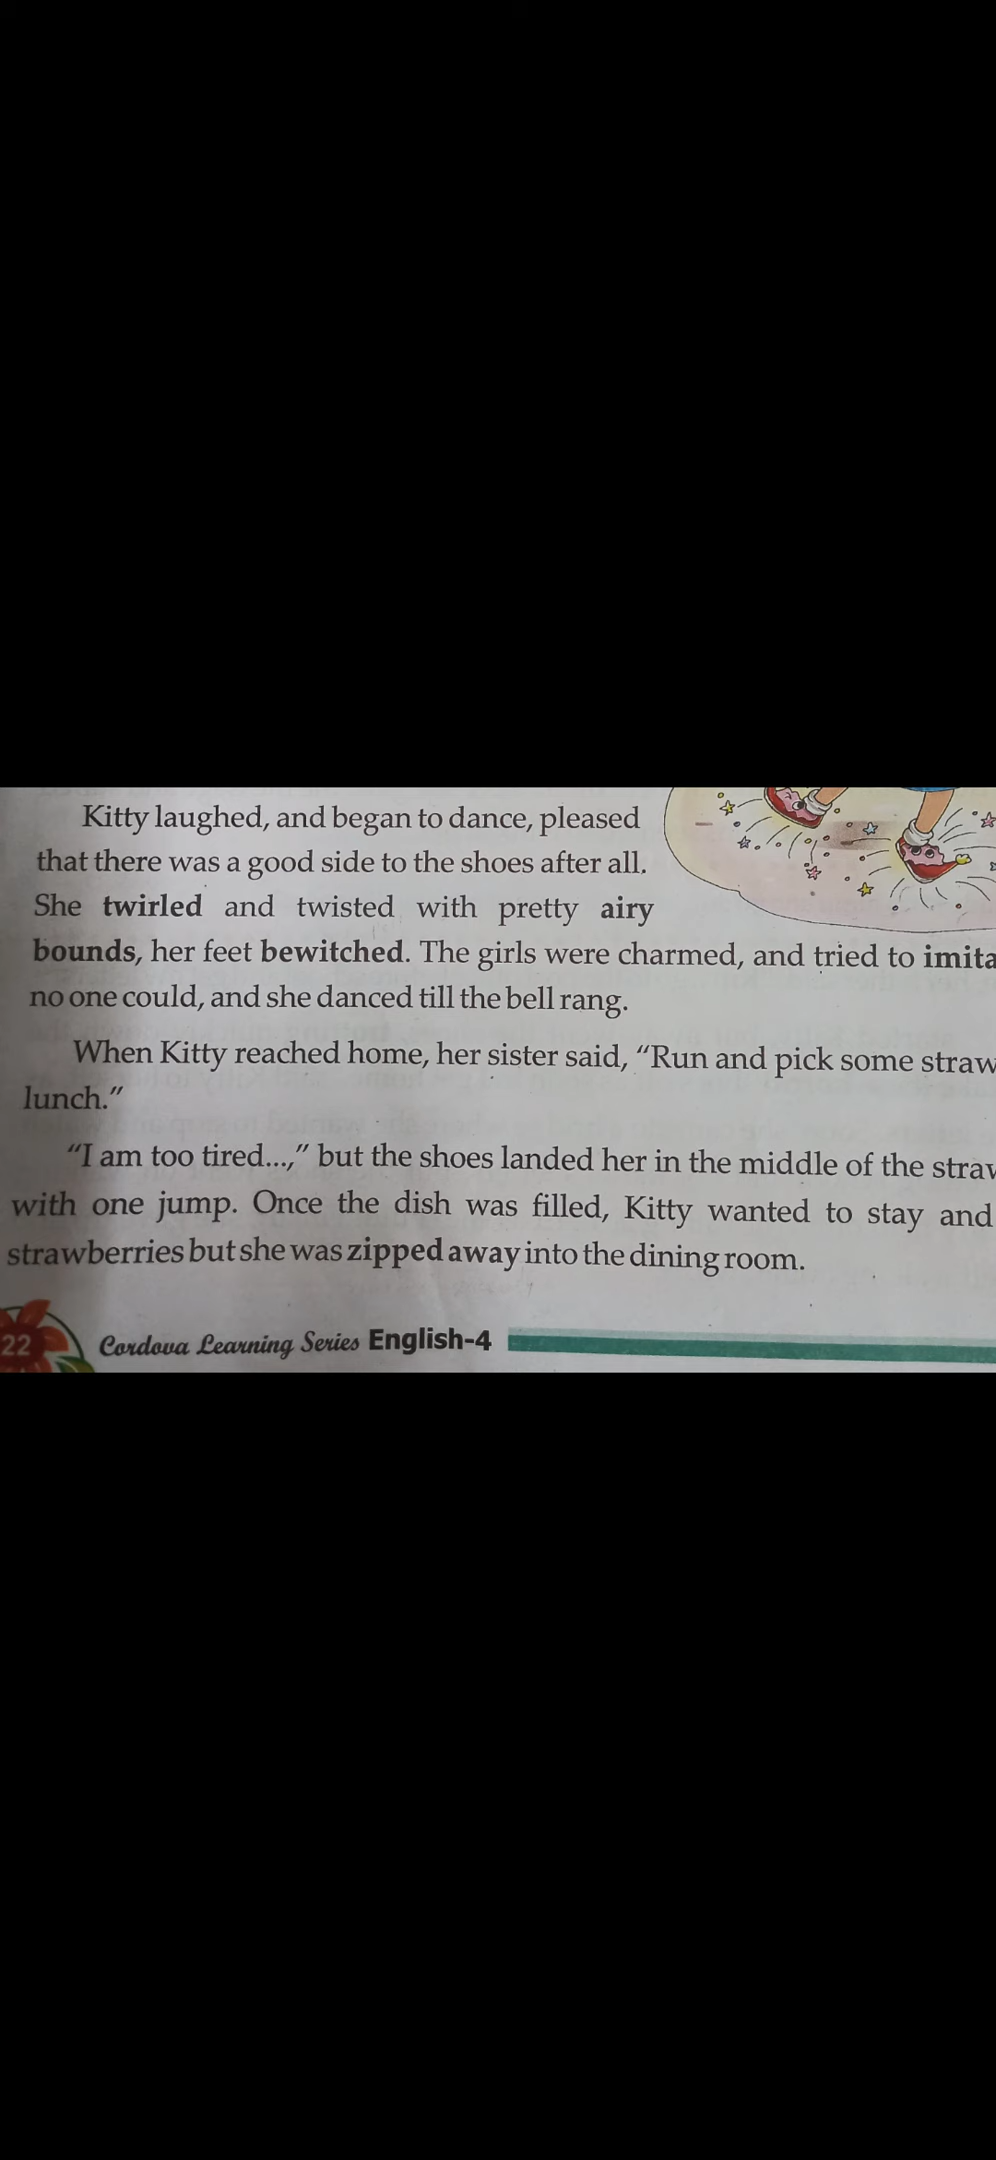 Kitty laughed, and began to dance, pleased
that there was a good side to the shoes after all.
She twirled and twisted with pretty airy
bounds, her feet bewitched. The girls were charmed, and tried to imita
no one could, and she danced till the bell rang.
When Kitty reached home, her sister said, “Run and pick some straw
lunch.”
“I am too tired...,” but the shoes landed her in the middle of the straw
with one jump. Once the dish was filled, Kitty wanted to stay and
strawberries but she was zipped away into the dining room.
22 Cordova Learning Series English-4